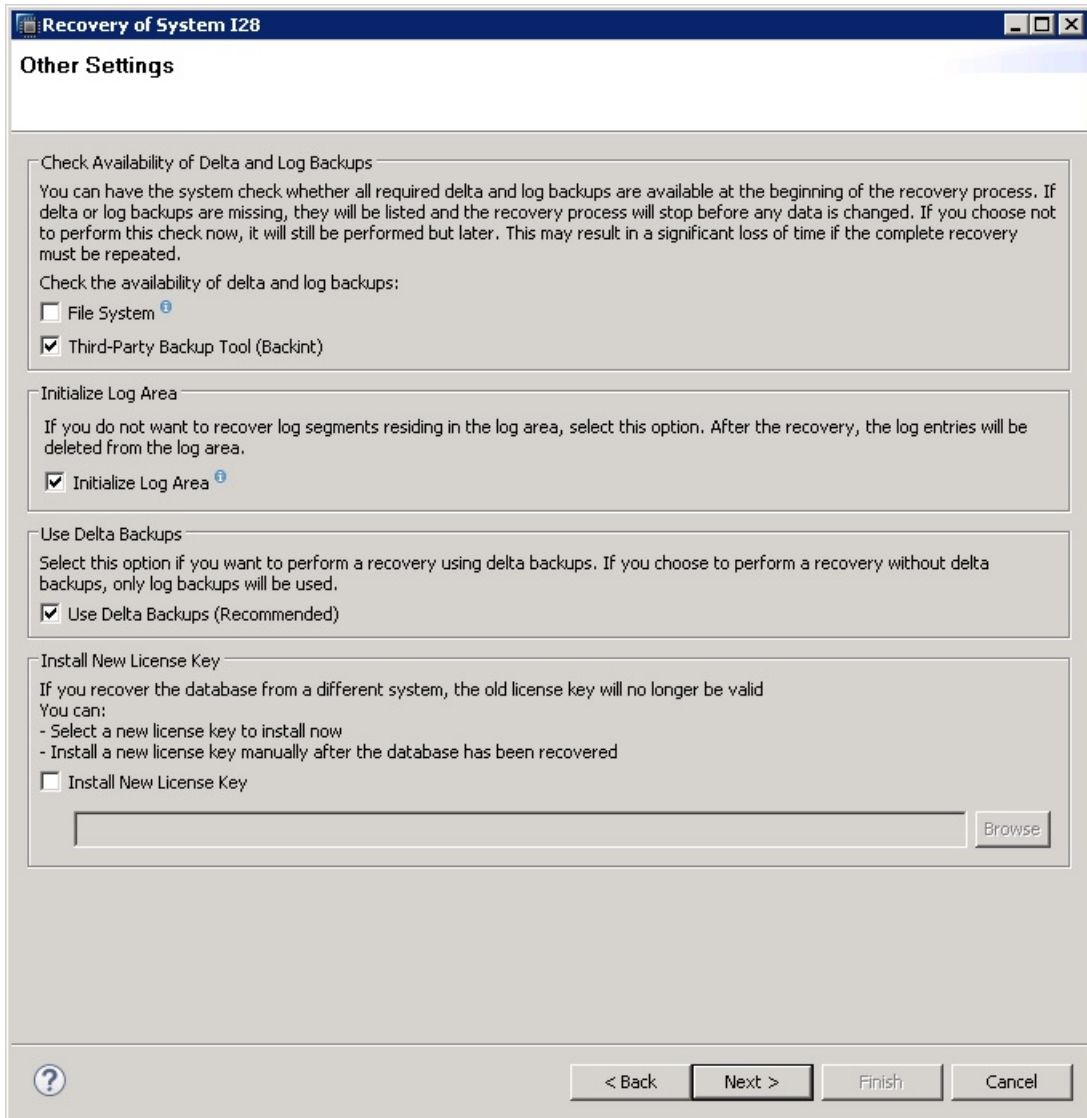 Recovery of System I28
Other Settings
Check Availability of Delta and Log Backups
You can have the system check whether all required delta and log backups are available at the beginning of the recovery process. If
delta or log backups are missing, they will be listed and the recovery process will stop before any data is changed. If you choose not
to perform this check now, it will still be performed but later. This may result in a significant loss of time if the complete recovery
must be repeated.
Check the availability of delta and log backups:
File System
Third-Party Backup Tool (Backint)
Initialize Log Area
If you do not want to recover log segments residing in the log area, select this option. After the recovery, the log entries will be
deleted from the log area.
Initialize Log Area
Use Delta Backups
Select this option if you want to perform a recovery using delta backups. If you choose to perform a recovery without delta
backups, only log backups will be used.
Use Delta Backups (Recommended)
Install New License Key
If you recover the database from a different system, the old license key will no longer be valid
You can:
- Select a new license key to install now
- Install a new license key manually after the database has been recovered
Install New License Key
Browse
< Back Next > Finish Cancel